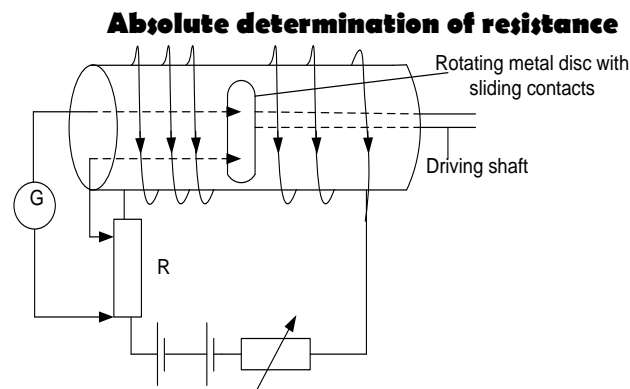 Absolute determination of resistance
Rotating metal disc with
sliding contacts
Driving shaft
G
R